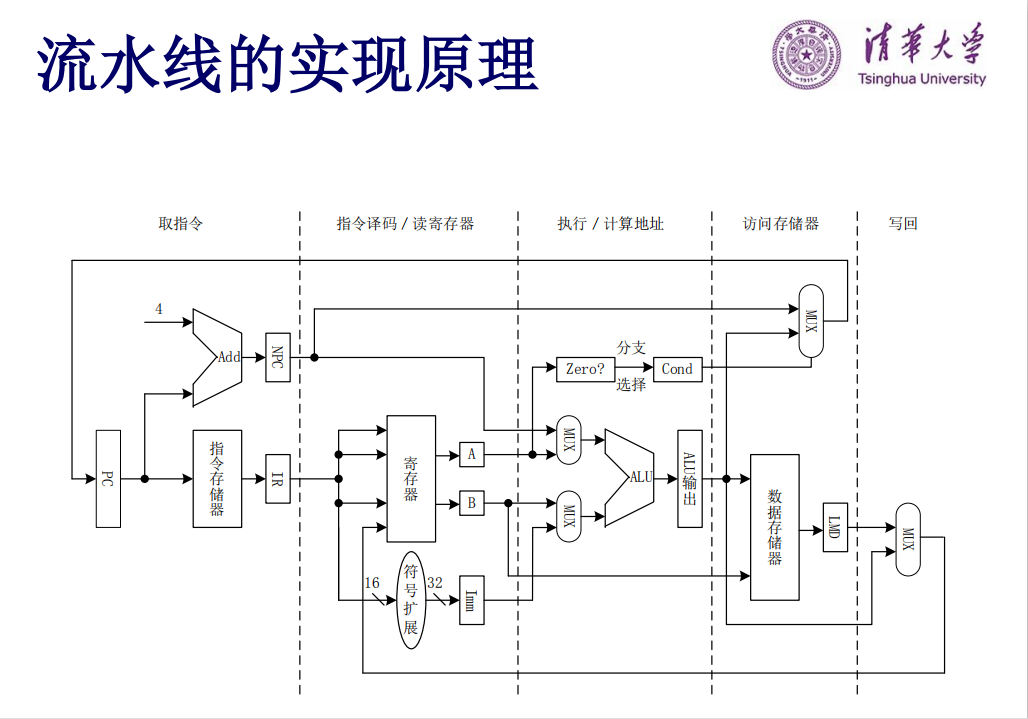 流水线的实现原理
清华大学
Tsinghua University
取指令
指令译码/读寄存器
执行/计算地址
访问存储器
写回
4
Add
NPC
MUX
分支
Zero?
Cond
选择
PC
指令存储器
IR
寄存器
A
B
MUX
MUX
ALU
ALU输出
数据存储器
LMD
MUX
16
符号扩展
32
Imm